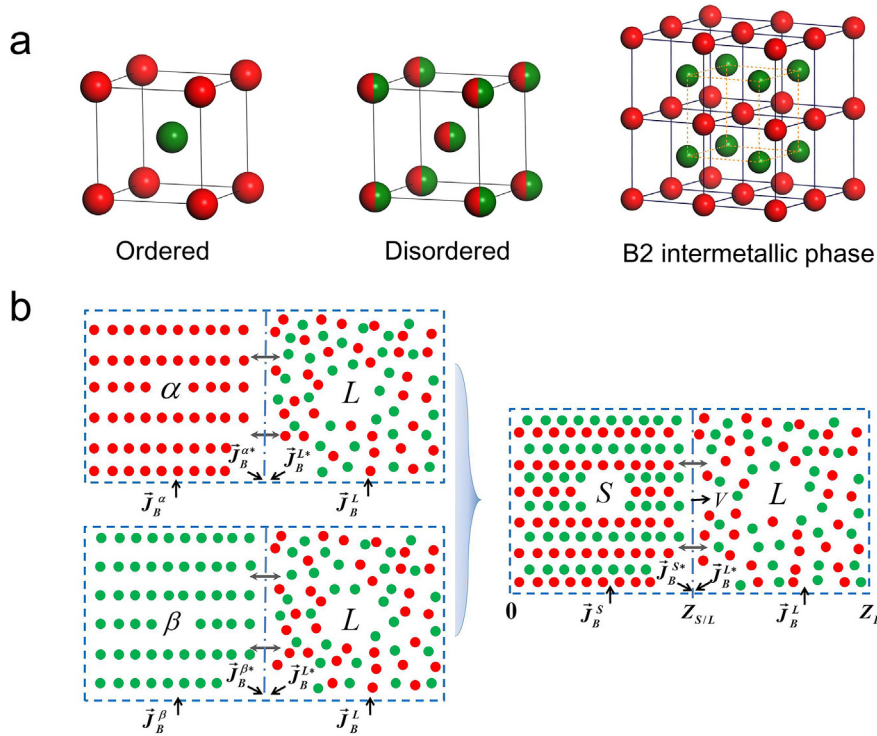 a
Ordered
Disordered
B2 intermetallic phase
b
α
L
J⃗_B^{α*}
J⃗_B^{L*}
J⃗_B^α
J⃗_B^L
β
L
J⃗_B^{β*}
J⃗_B^{L*}
J⃗_B^β
J⃗_B^L
S
V
L
J⃗_B^{S*}
J⃗_B^{L*}
0
J⃗_B^S
Z_{S/L}
J⃗_B^L